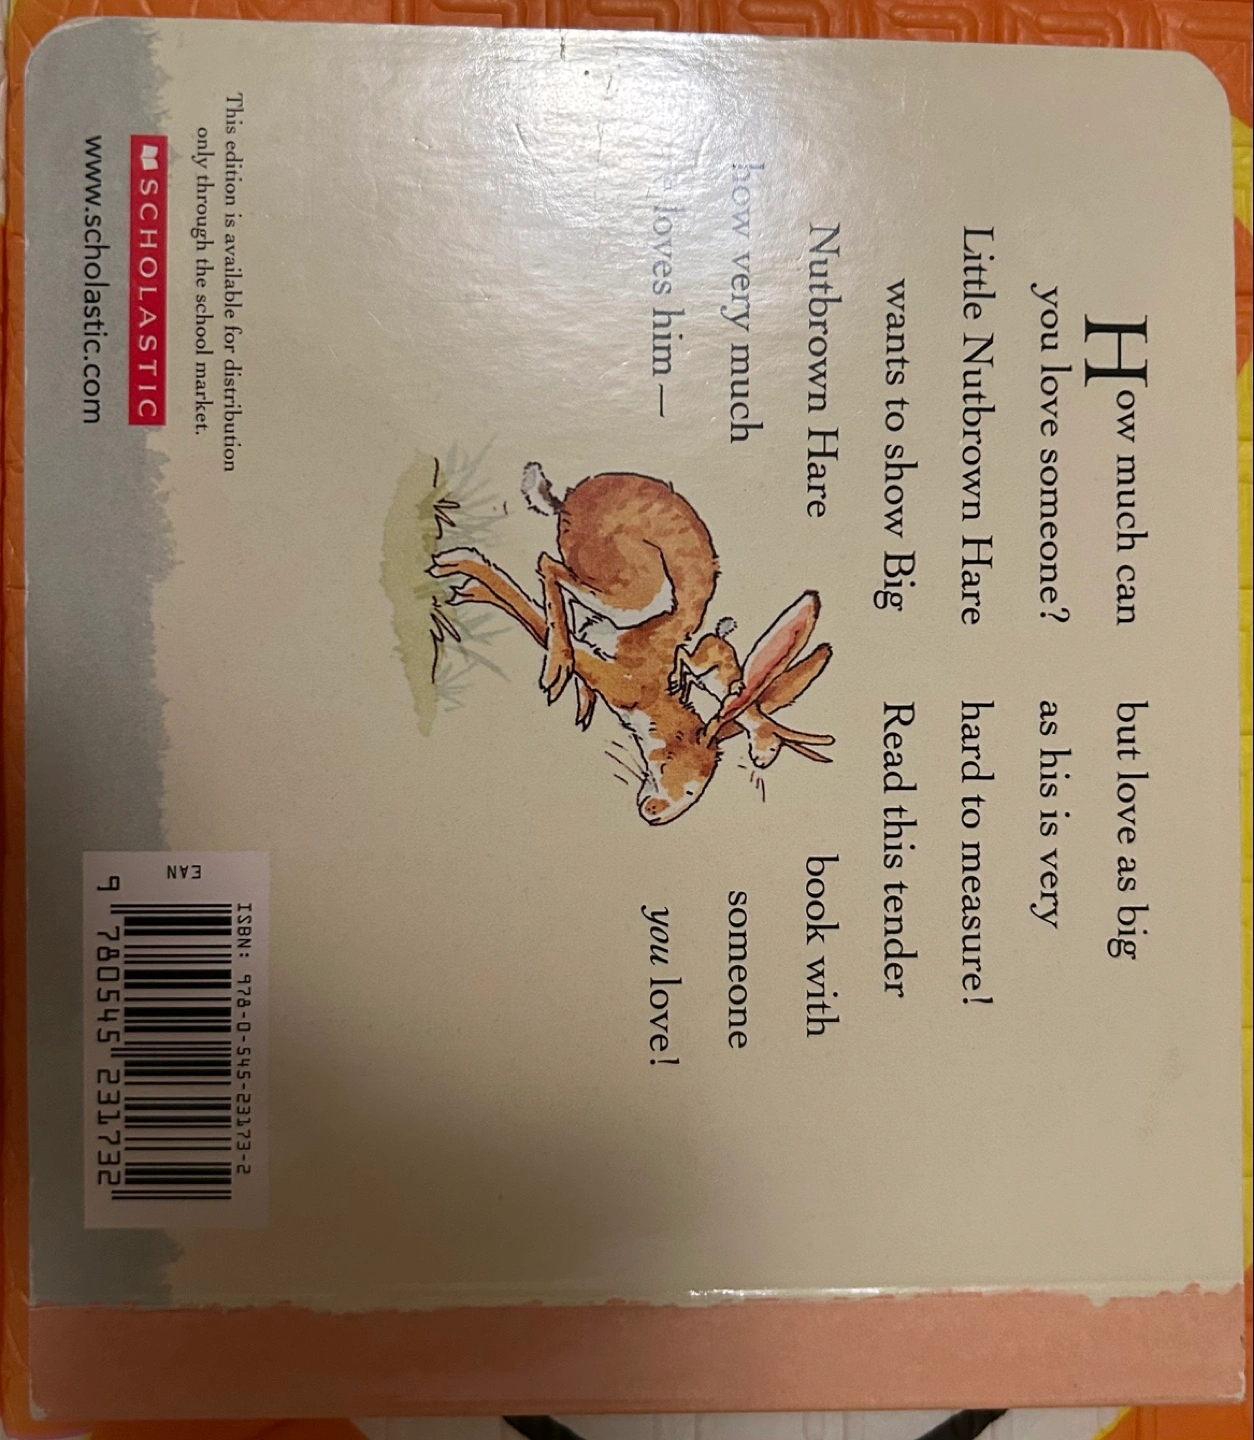 How much can
you love someone?
Little Nutbrown Hare
wants to show Big
Nutbrown Hare
how very much
loves him—
but love as big
as his is very
hard to measure!
Read this tender
book with
someone
you love!
This edition is available for distribution
only through the school market.
SCHOLASTIC
www.scholastic.com
ISBN: 978-0-545-23173-2
EAN
9 780545 231732